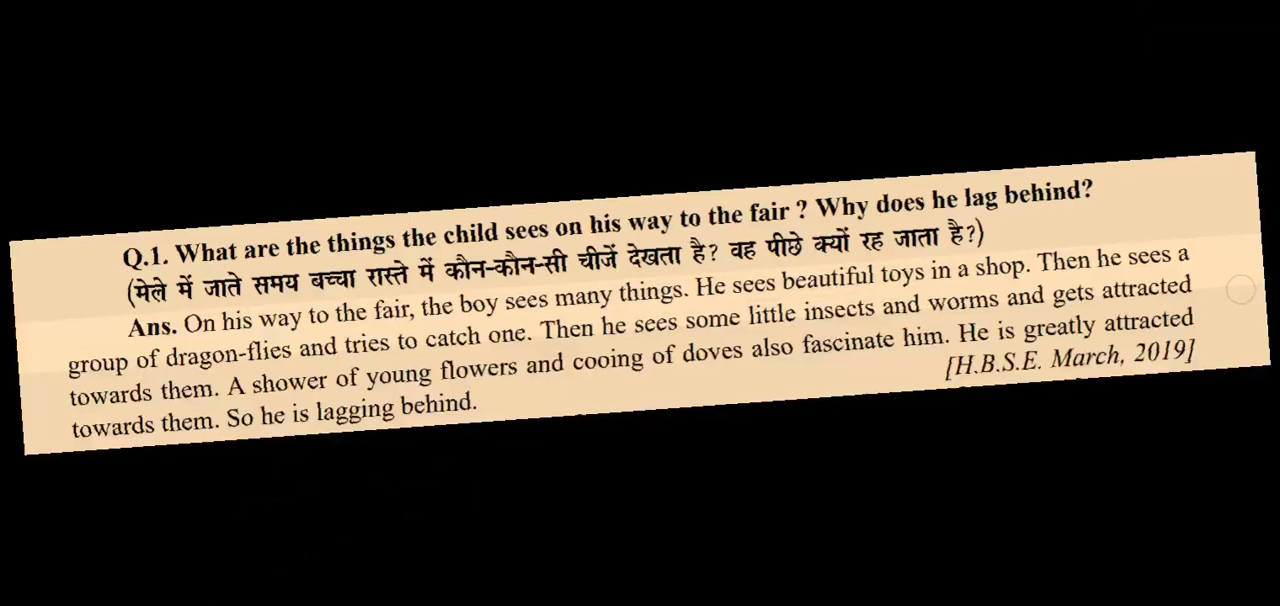 Q.1. What are the things the child sees on his way to the fair ? Why does he lag behind?
(मेले में जाते समय बच्चा रास्ते में कौन-कौन-सी चीजें देखता है? वह पीछे क्यों रह जाता है?)
Ans. On his way to the fair, the boy sees many things. He sees beautiful toys in a shop. Then he sees a
group of dragon-flies and tries to catch one. Then he sees some little insects and worms and gets attracted
towards them. A shower of young flowers and cooing of doves also fascinate him. He is greatly attracted
towards them. So he is lagging behind.
[H.B.S.E. March, 2019]